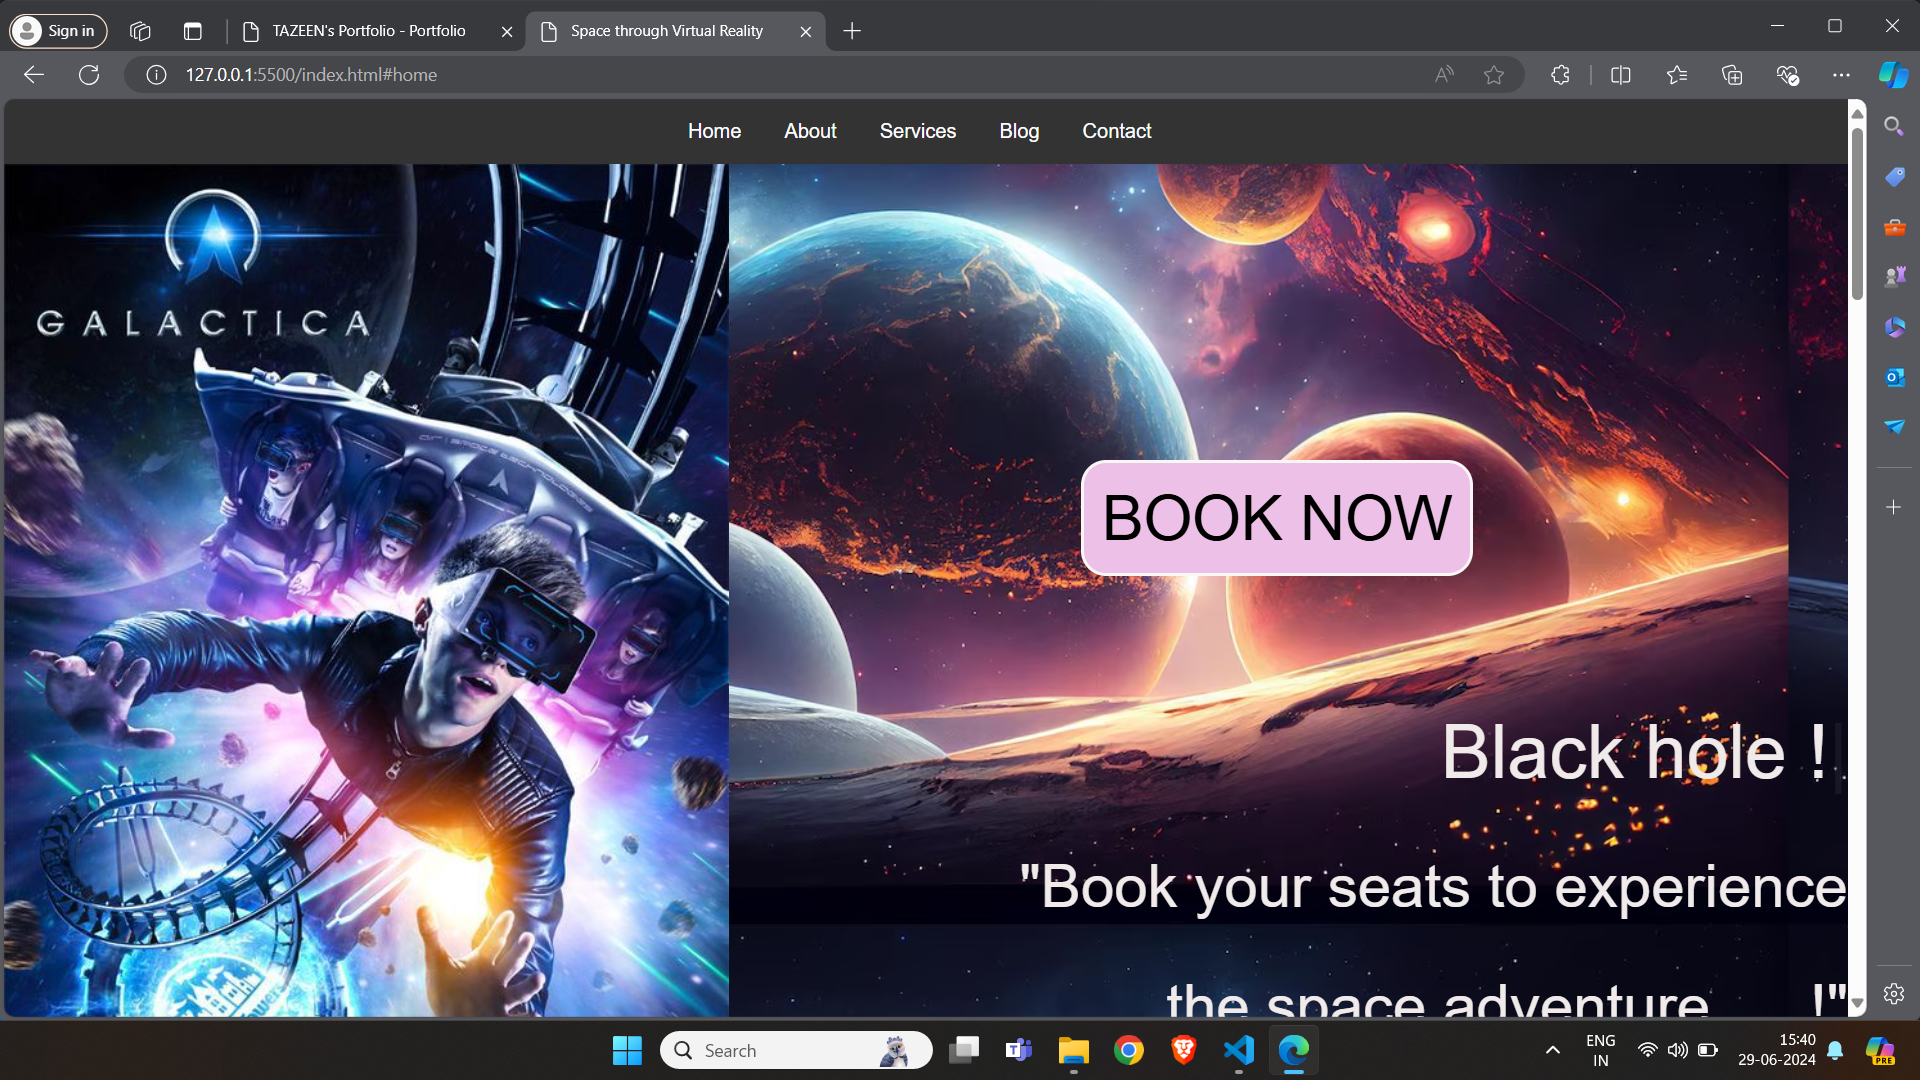 Sign in
TAZEEN's Portfolio - Portfolio
Space through Virtual Reality
127.0.0.1:5500/index.html#home
Home About Services Blog Contact
GALACTICA
BOOK NOW
Black hole !
"Book your seats to experience
the space adventure !"
Search
ENG
IN
15:40
29-06-2024
PRE